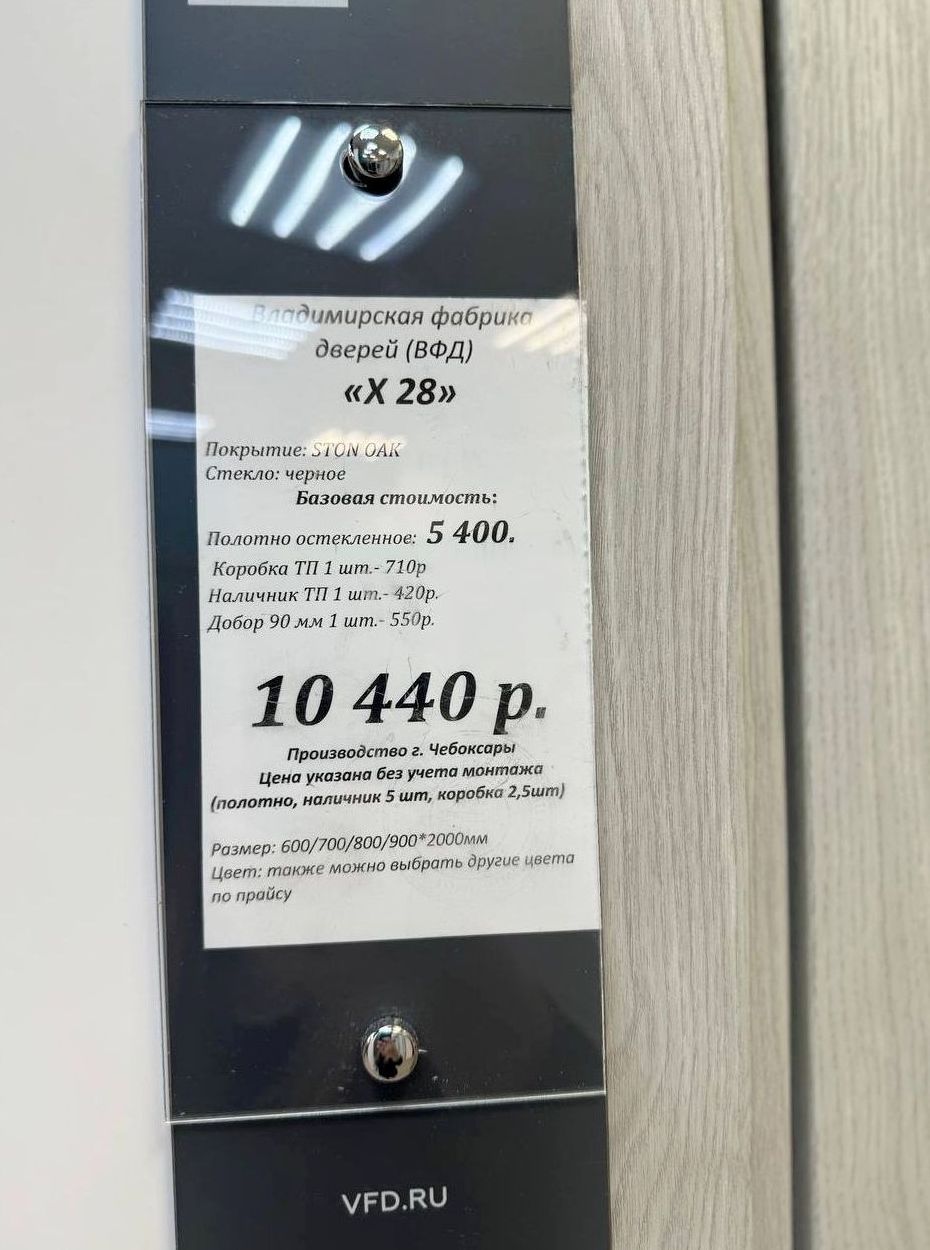 Владимирская фабрика
дверей (ВФД)
«Х 28»
Покрытие: STON OAK
Стекло: черное
Базовая стоимость:
Полотно остекленное: 5 400.
Коробка ТП 1 шт.- 710р
Наличник ТП 1 шт.- 420р.
Добор 90 мм 1 шт.- 550р.
10 440 р.
Производство г. Чебоксары
Цена указана без учета монтажа
(полотно, наличник 5 шт, коробка 2,5шт)
Размер: 600/700/800/900*2000мм
Цвет: также можно выбрать другие цвета
по прайсу
VFD.RU